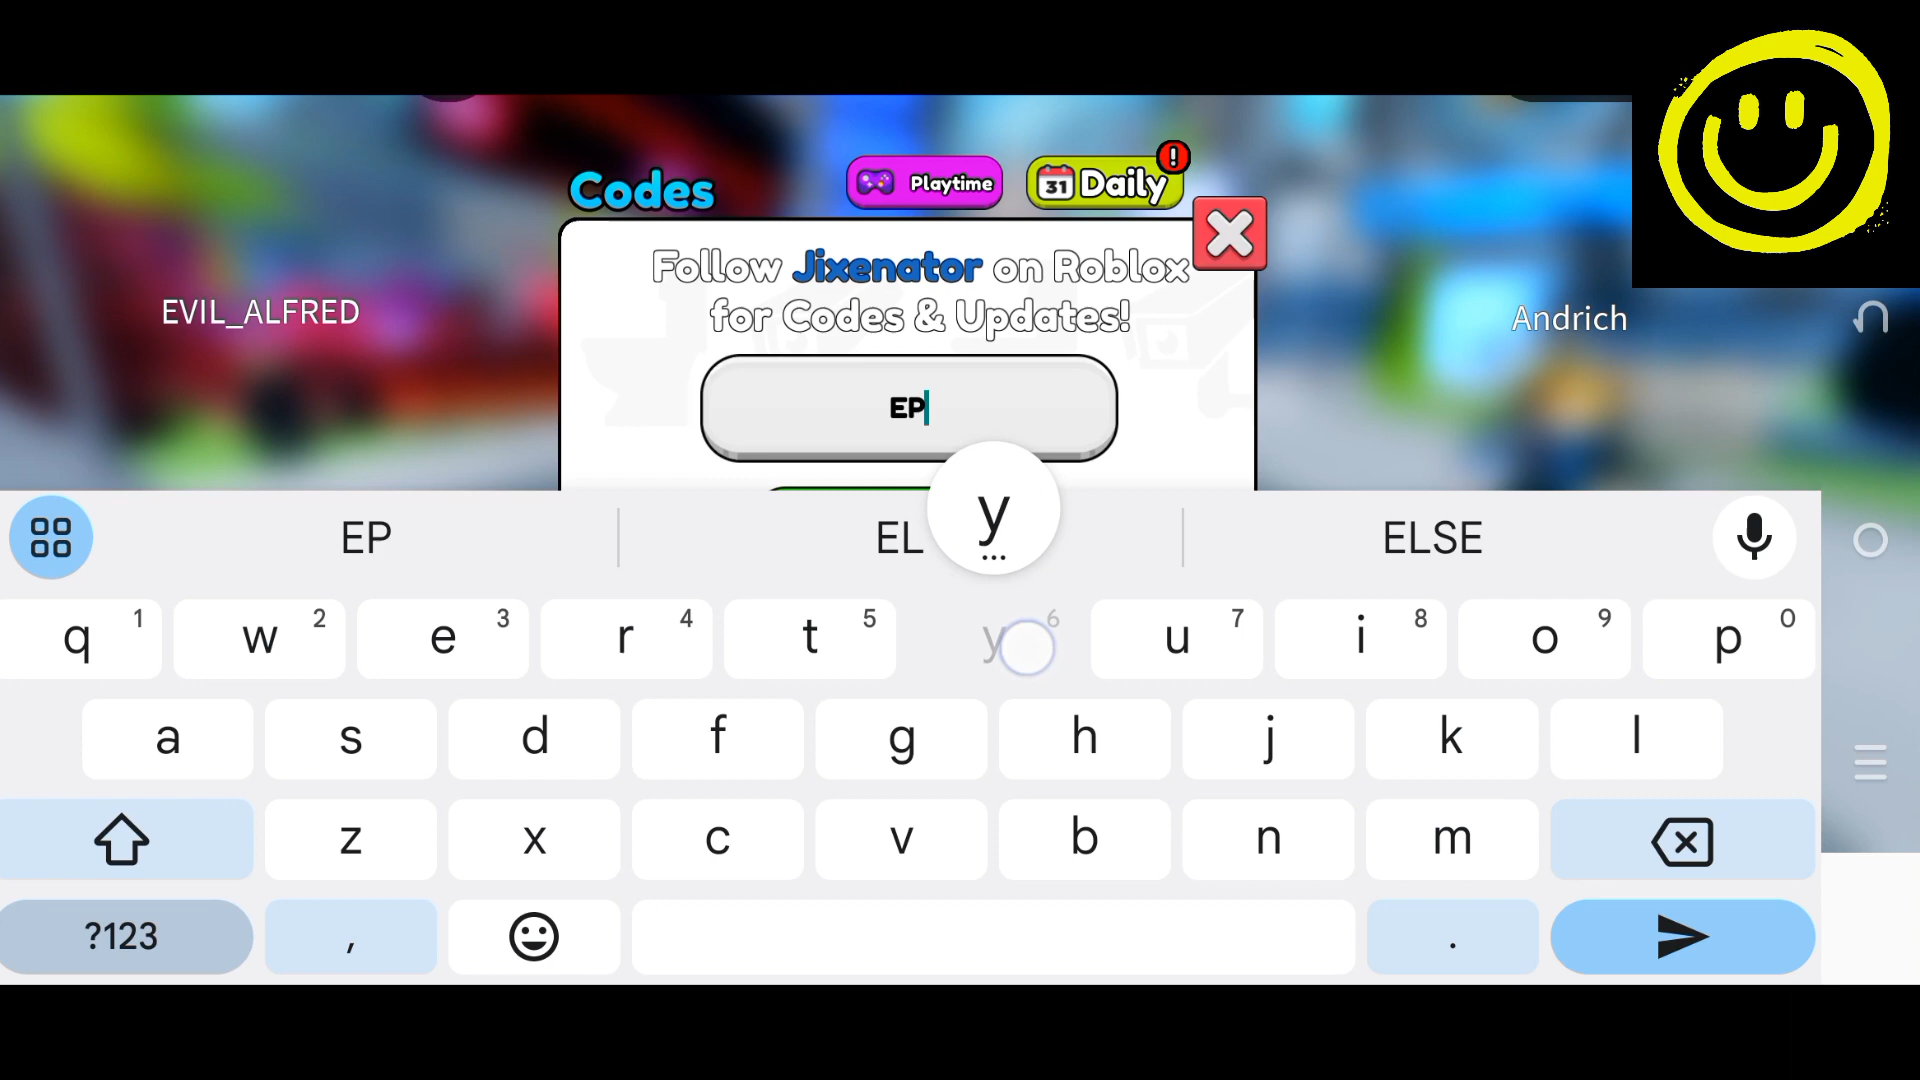 Codes
Playtime
31 Daily !
Follow Jixenator on Roblox
for Codes & Updates!
EVIL_ALFRED
Andrich
EP
y
...
EP
EL
ELSE
q 1 w 2 e 3 r 4 t 5 y 6 u 7 i 8 o 9 p 0
a s d f g h j k l
z x c v b n m
?123 , .